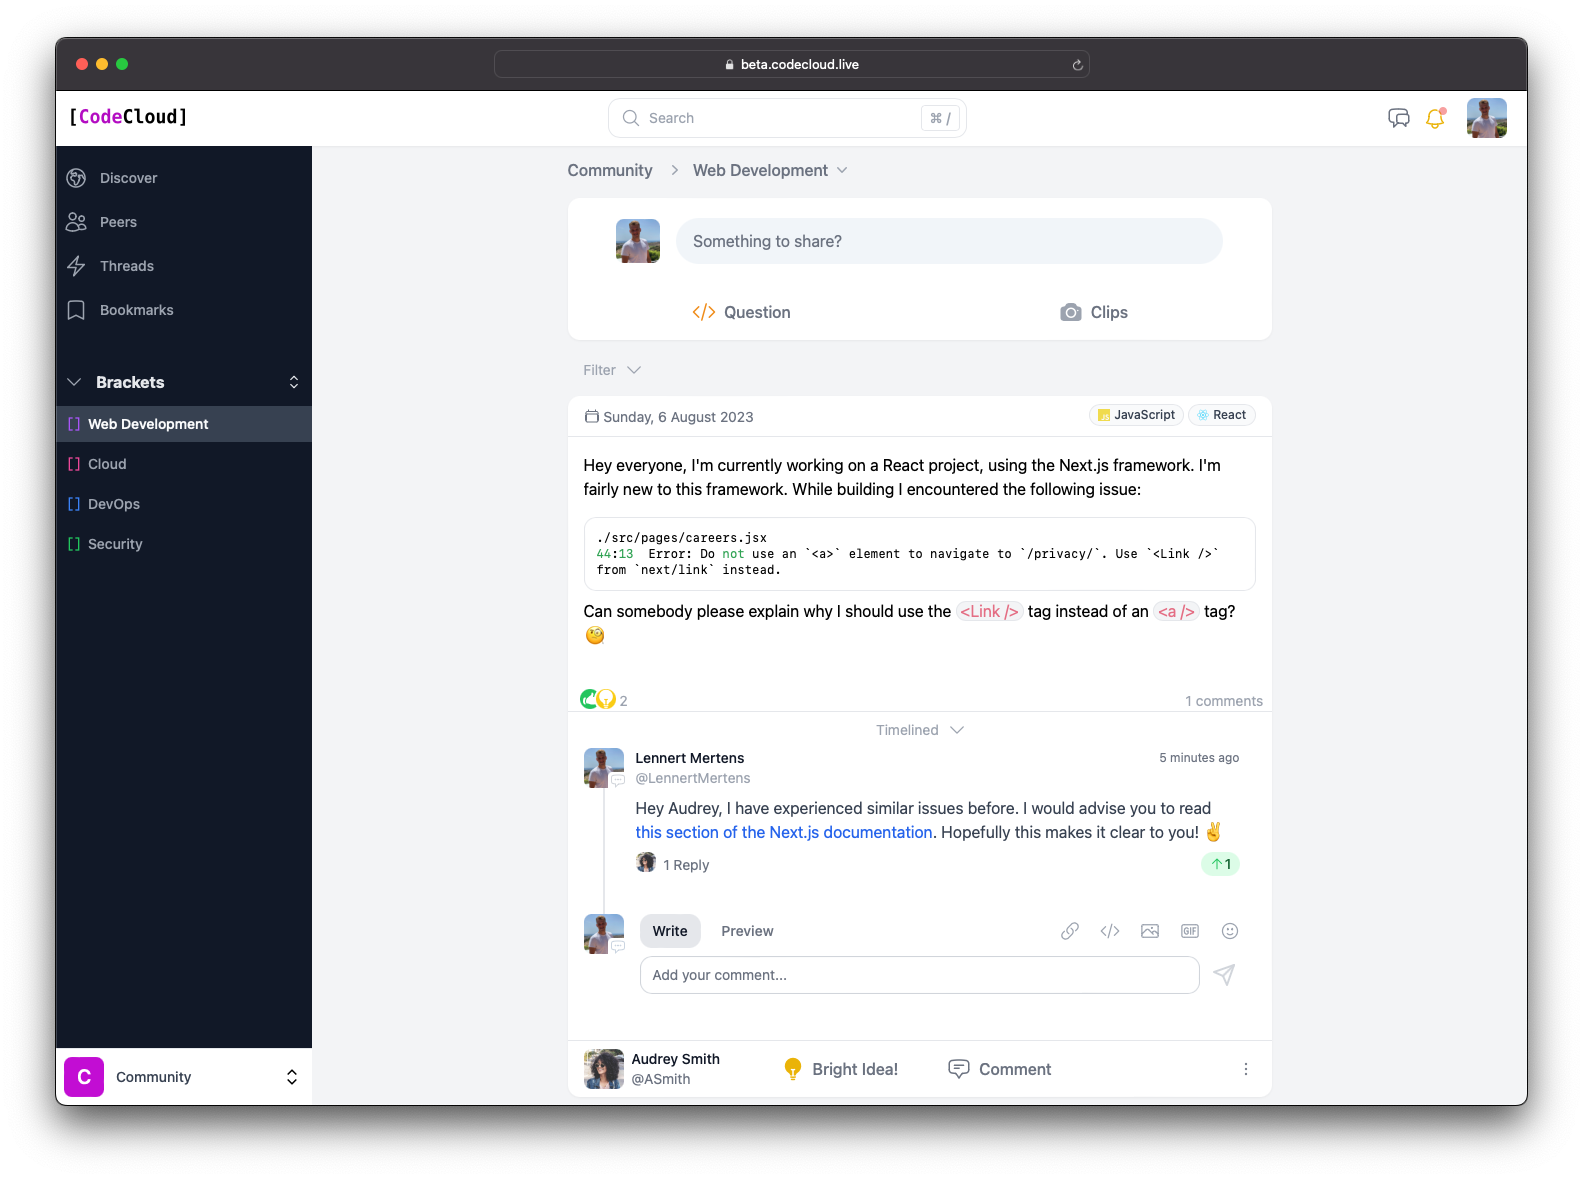 beta.codecloud.live
[CodeCloud]
Search
⌘ /
Discover
Peers
Threads
Bookmarks
Brackets
[] Web Development
[] Cloud
[] DevOps
[] Security
C
Community
Community > Web Development
Something to share?
</> Question
Clips
Filter
Sunday, 6 August 2023
JavaScript
React
Hey everyone, I'm currently working on a React project, using the Next.js framework. I'm
fairly new to this framework. While building I encountered the following issue:
./src/pages/careers.jsx
44:13  Error: Do not use an `<a>` element to navigate to `/privacy/`. Use `<Link />`
from `next/link` instead.
Can somebody please explain why I should use the <Link /> tag instead of an <a /> tag?
🧐
2
1 comments
Timelined
Lennert Mertens
5 minutes ago
@LennertMertens
Hey Audrey, I have experienced similar issues before. I would advise you to read
this section of the Next.js documentation. Hopefully this makes it clear to you! ✌️
1 Reply
↑1
Write
Preview
</>
GIF
Add your comment...
Audrey Smith
@ASmith
Bright Idea!
Comment